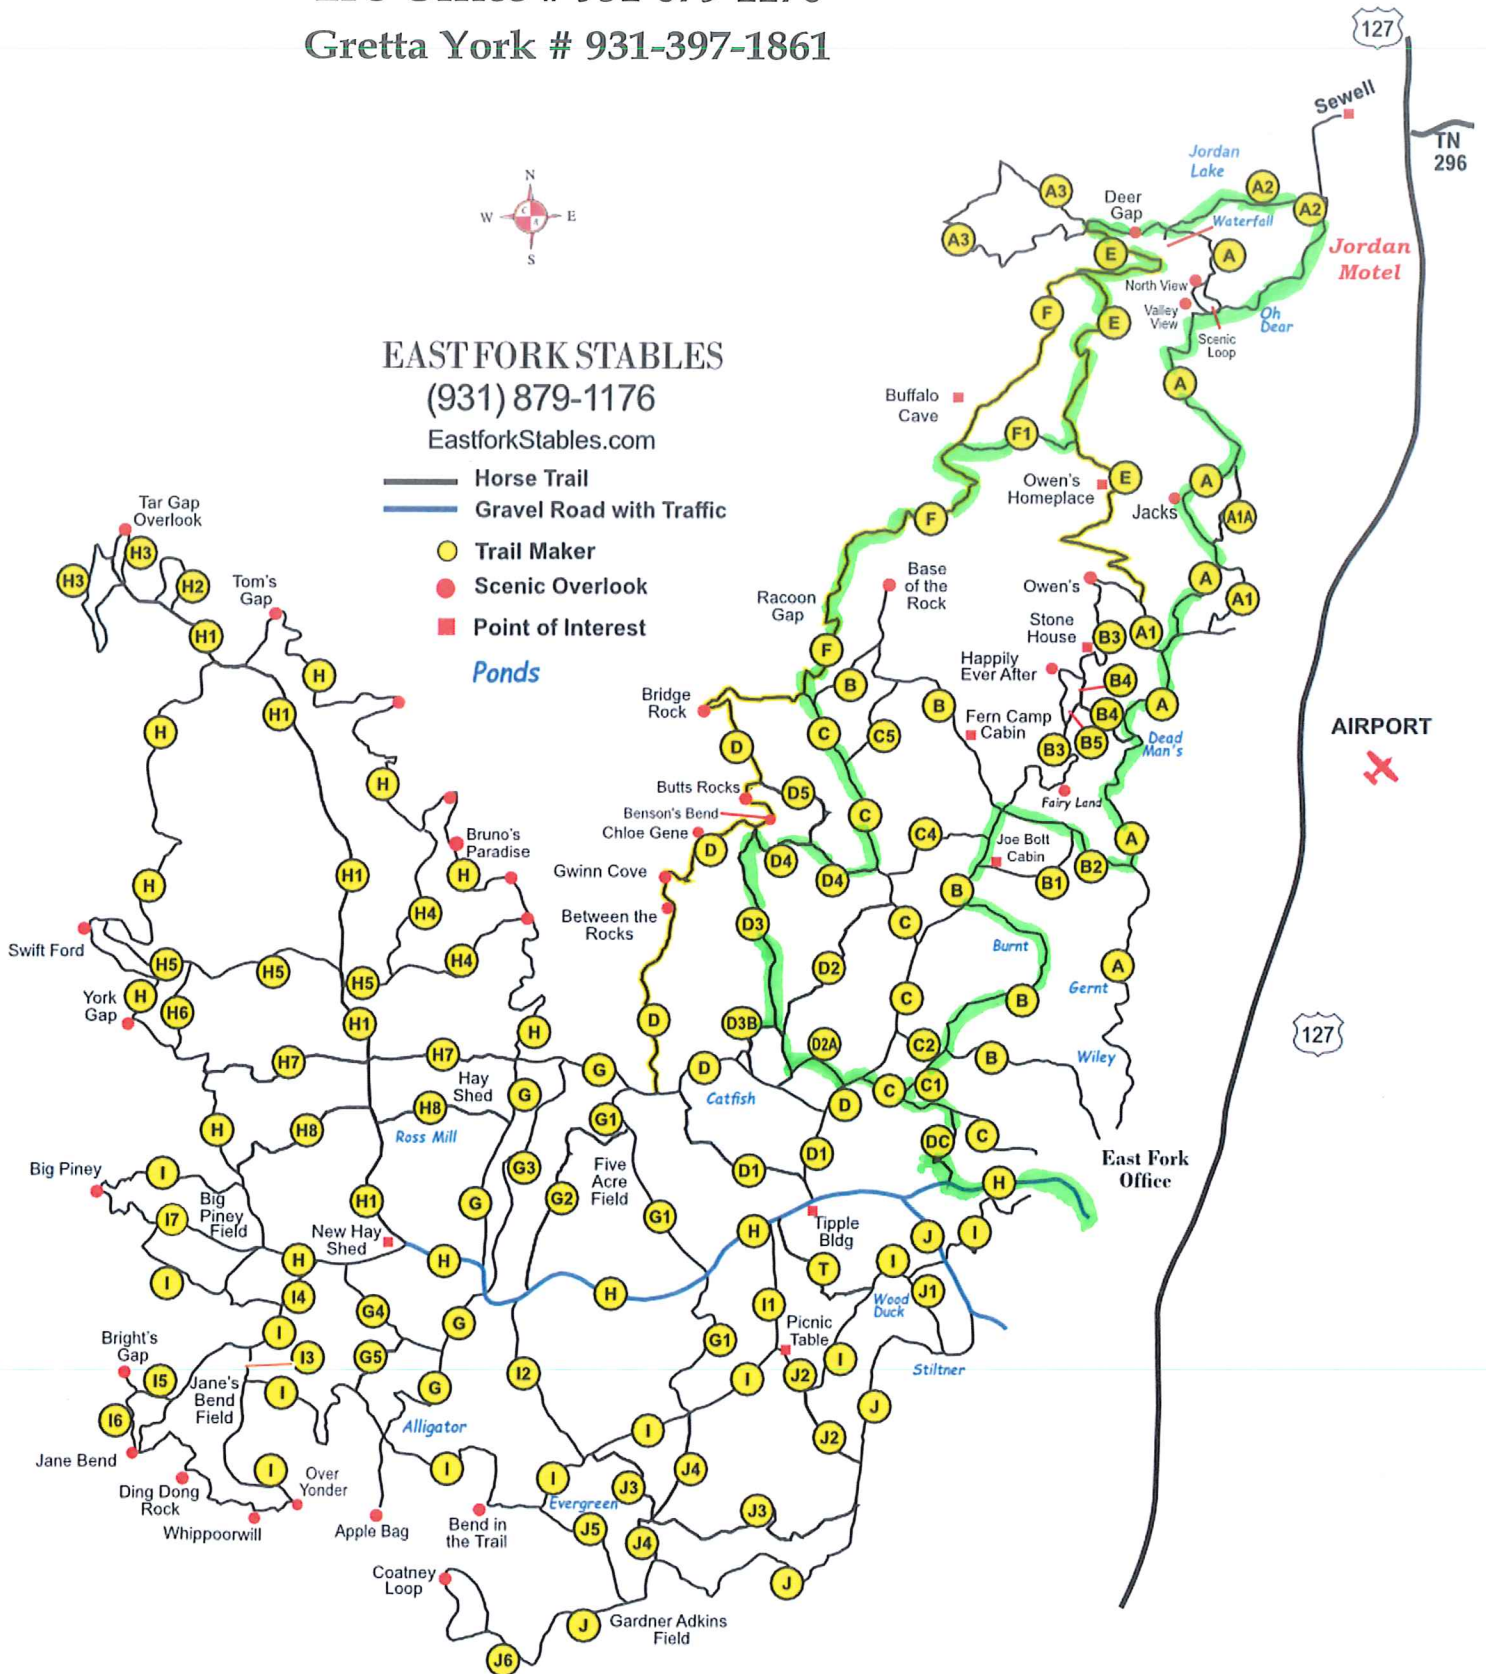 Gretta York # 931-397-1861
127
Sewell
TN
296
Jordan
Lake
A2
A3
Deer
Gap
A2
Waterfall
A3
E
A
Jordan
Motel
N
W
C
A
E
S
North View
F
E
Valley
View
Oh
Dear
Scenic
Loop
EAST FORK STABLES
(931) 879-1176
EastforkStables.com
Horse Trail
Gravel Road with Traffic
Trail Maker
Scenic Overlook
Point of Interest
Ponds
A
Buffalo
Cave
F1
Owen's
Homeplace
E
A
Jacks
A1A
F
Tar Gap
Overlook
H3
H3
H2
Tom's
Gap
H1
Racoon
Gap
Base
of the
Rock
Owen's
A
A1
Stone
House
B3
A1
F
Happily
Ever After
B4
H
B
Bridge
Rock
B
A
H1
H
Fern Camp
Cabin
B4
C
C5
D
B3
B5
Dead
Man's
H
Butts Rocks
D5
Fairy Land
Benson's Bend
C
Chloe Gene
Bruno's
Paradise
D
D4
C4
Joe Bolt
Cabin
A
H1
H
H
Gwinn Cove
D4
B
B1
B2
H4
Between the
Rocks
D3
C
Swift Ford
H5
H5
H5
H4
D2
Burnt
A
Gernt
York
Gap
H
H6
H1
C
B
D
D3B
H
D2A
C2
B
Wiley
H7
H7
Hay
Shed
G
D
C
C1
G
Catfish
D
H8
Ross Mill
G1
H
H8
DC
C
East Fork
Office
Big Piney
I
G3
Five
Acre
Field
D1
D1
H
Big
Piney
Field
H1
G
G2
I7
New Hay
Shed
G1
H
Tipple
Bldg
J
I
H
H
I
T
I
J1
Wood
Duck
I4
H
I1
G4
G
Picnic
Table
I
G1
Bright's
Gap
I3
G5
I
Stiltner
I5
Jane's
Bend
Field
I
G
I2
I
J2
I6
Alligator
J
Jane Bend
I
J2
I
Over
Yonder
I
I
J3
J4
Ding Dong
Rock
Whippoorwill
Apple Bag
Bend in
the Trail
Evergreen
J3
J5
J4
Coatney
Loop
J
J
Gardner Adkins
Field
J6
AIRPORT
127